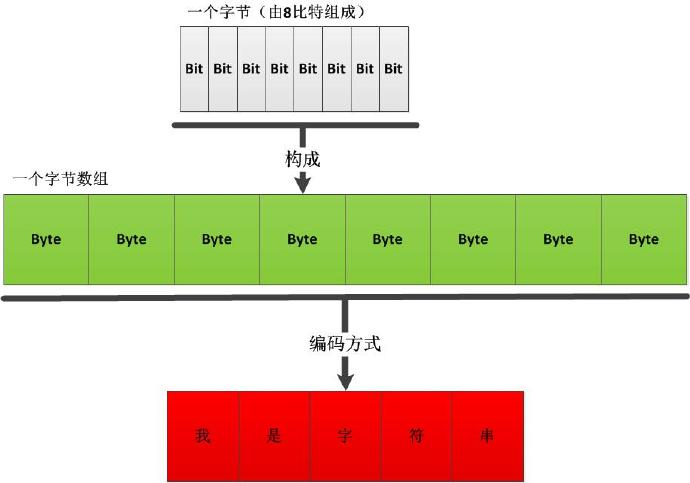 一个字节（由8比特组成）
Bit Bit Bit Bit Bit Bit Bit Bit
构成
一个字节数组
Byte Byte Byte Byte Byte Byte Byte Byte
编码方式
我 是 字 符 串